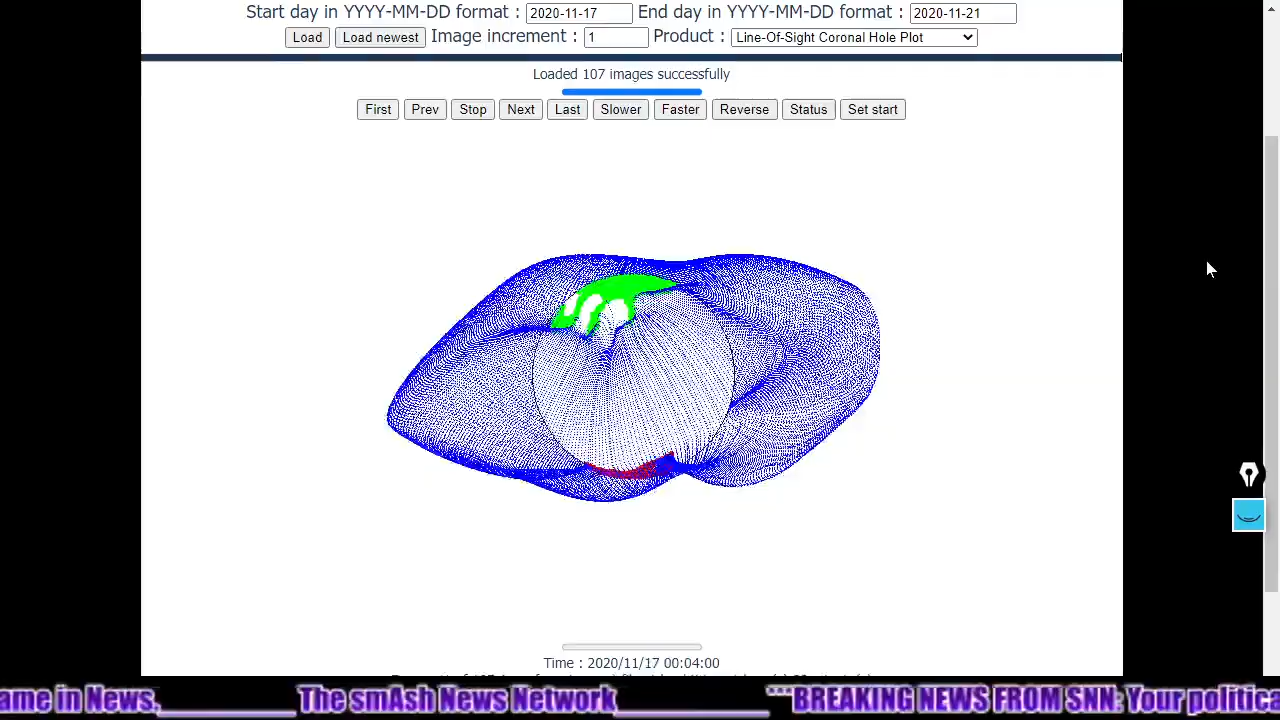 Start day in YYYY-MM-DD format : 2020-11-17 End day in YYYY-MM-DD format : 2020-11-21
Load Load newest Image increment : 1 Product : Line-Of-Sight Coronal Hole Plot
Loaded 107 images successfully
First Prev Stop Next Last Slower Faster Reverse Status Set start
Time : 2020/11/17 00:04:00
ame in News,__________ The smAsh News Network___________ ***BREAKING NEWS FROM SNN: Your politica